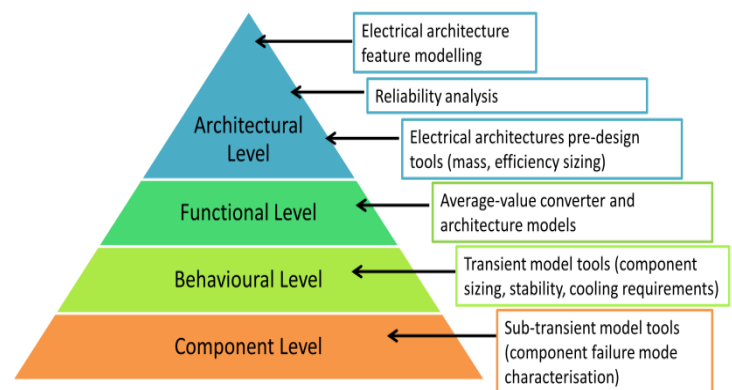 Electrical architecture
feature modelling
Reliability analysis
Architectural
Level
Electrical architectures pre-design
tools (mass, efficiency sizing)
Functional Level
Average-value converter and
architecture models
Behavioural Level
Transient model tools (component
sizing, stability, cooling requirements)
Component Level
Sub-transient model tools
(component failure mode
characterisation)